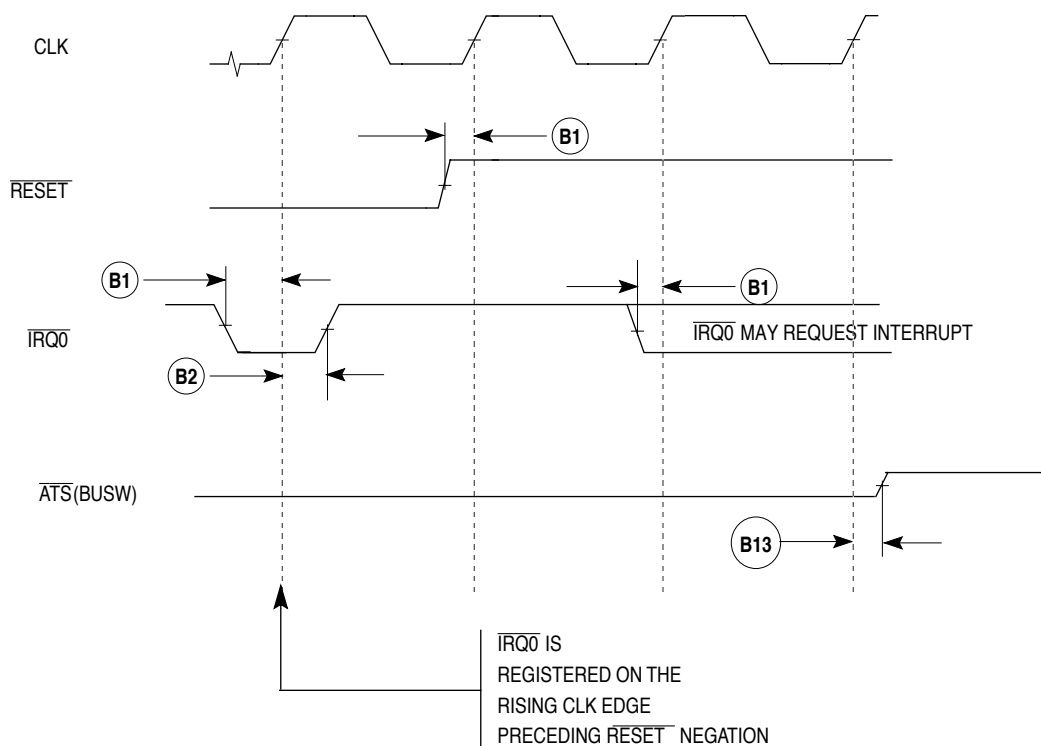 CLK
B1
RESET
B1
B1
IRQ0
IRQ0 MAY REQUEST INTERRUPT
B2
ATS(BUSW)
B13
IRQ0 IS
REGISTERED ON THE
RISING CLK EDGE
PRECEDING RESET NEGATION